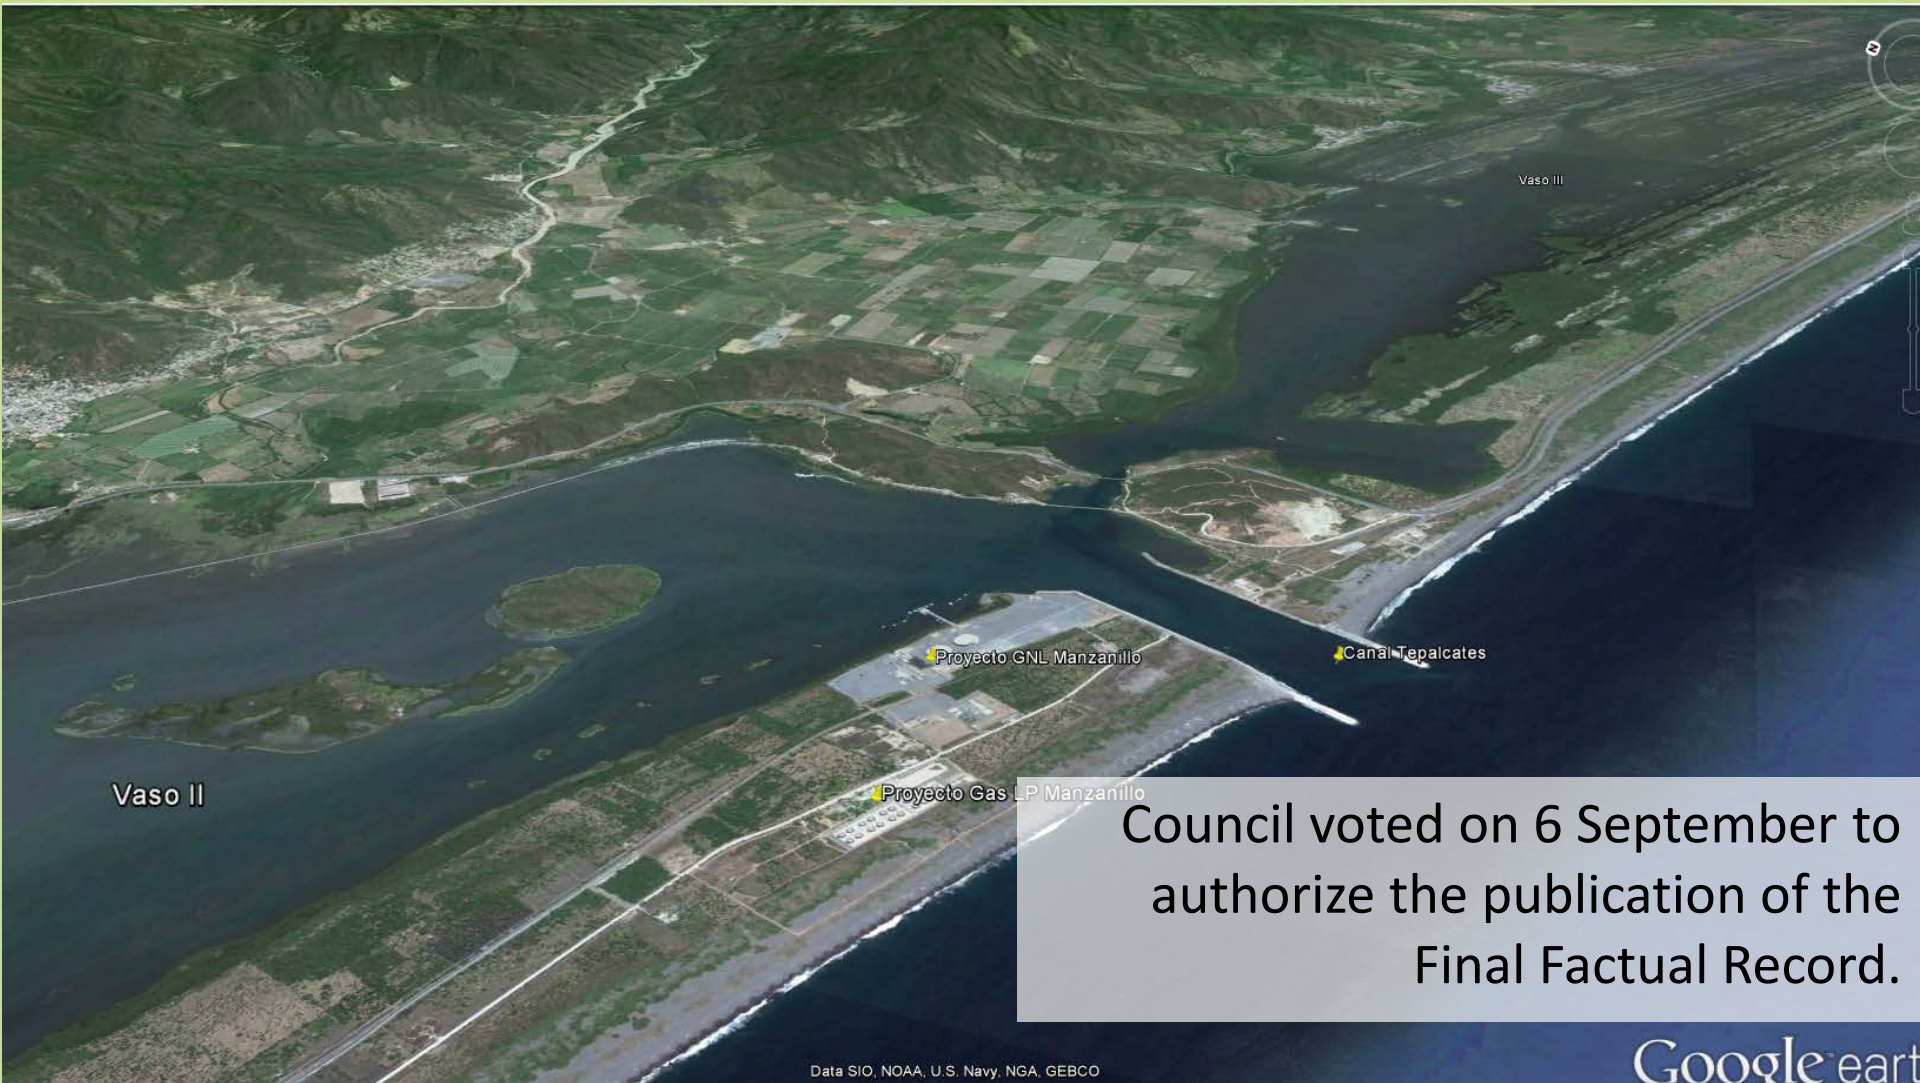 N
Vaso III
Canal Tepalcates
Proyecto GNL Manzanillo
Vaso II
Proyecto Gas LP Manzanillo
Council voted on 6 September to
authorize the publication of the
Final Factual Record.
Data SIO, NOAA, U.S. Navy, NGA, GEBCO
Google eart